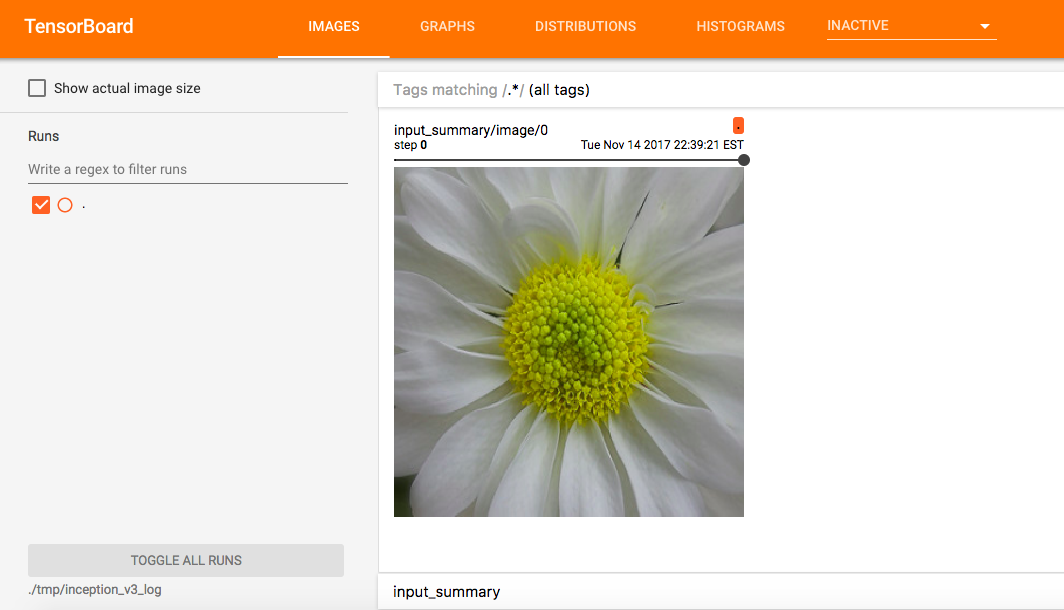 TensorBoard IMAGES GRAPHS DISTRIBUTIONS HISTOGRAMS INACTIVE
Show actual image size
Runs
Write a regex to filter runs
.
TOGGLE ALL RUNS
./tmp/inception_v3_log
Tags matching /.*/ (all tags)
input_summary/image/0 .
step 0 Tue Nov 14 2017 22:39:21 EST
input_summary